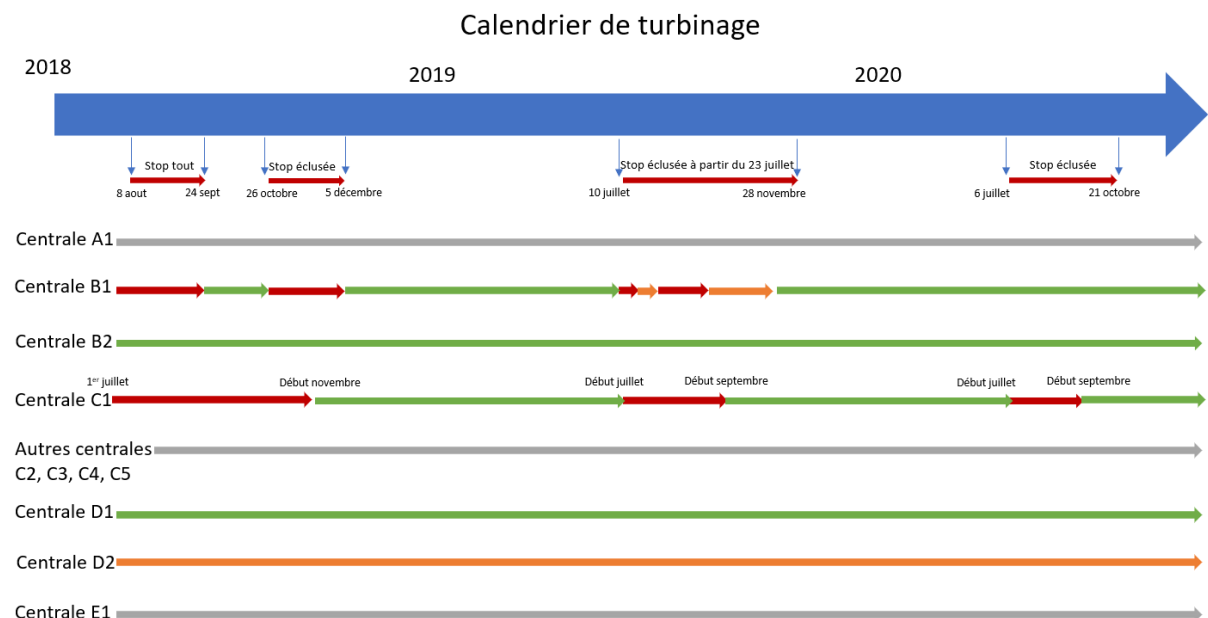 Calendrier de turbinage
2018
2019
2020
Stop tout
Stop éclusée
Stop éclusée à partir du 23 juillet
Stop éclusée
8 aout
24 sept
26 octobre
5 décembre
10 juillet
28 novembre
6 juillet
21 octobre
Centrale A1
Centrale B1
Centrale B2
1er juillet
Début novembre
Début juillet
Début septembre
Début juillet
Début septembre
Centrale C1
Autres centrales
C2, C3, C4, C5
Centrale D1
Centrale D2
Centrale E1